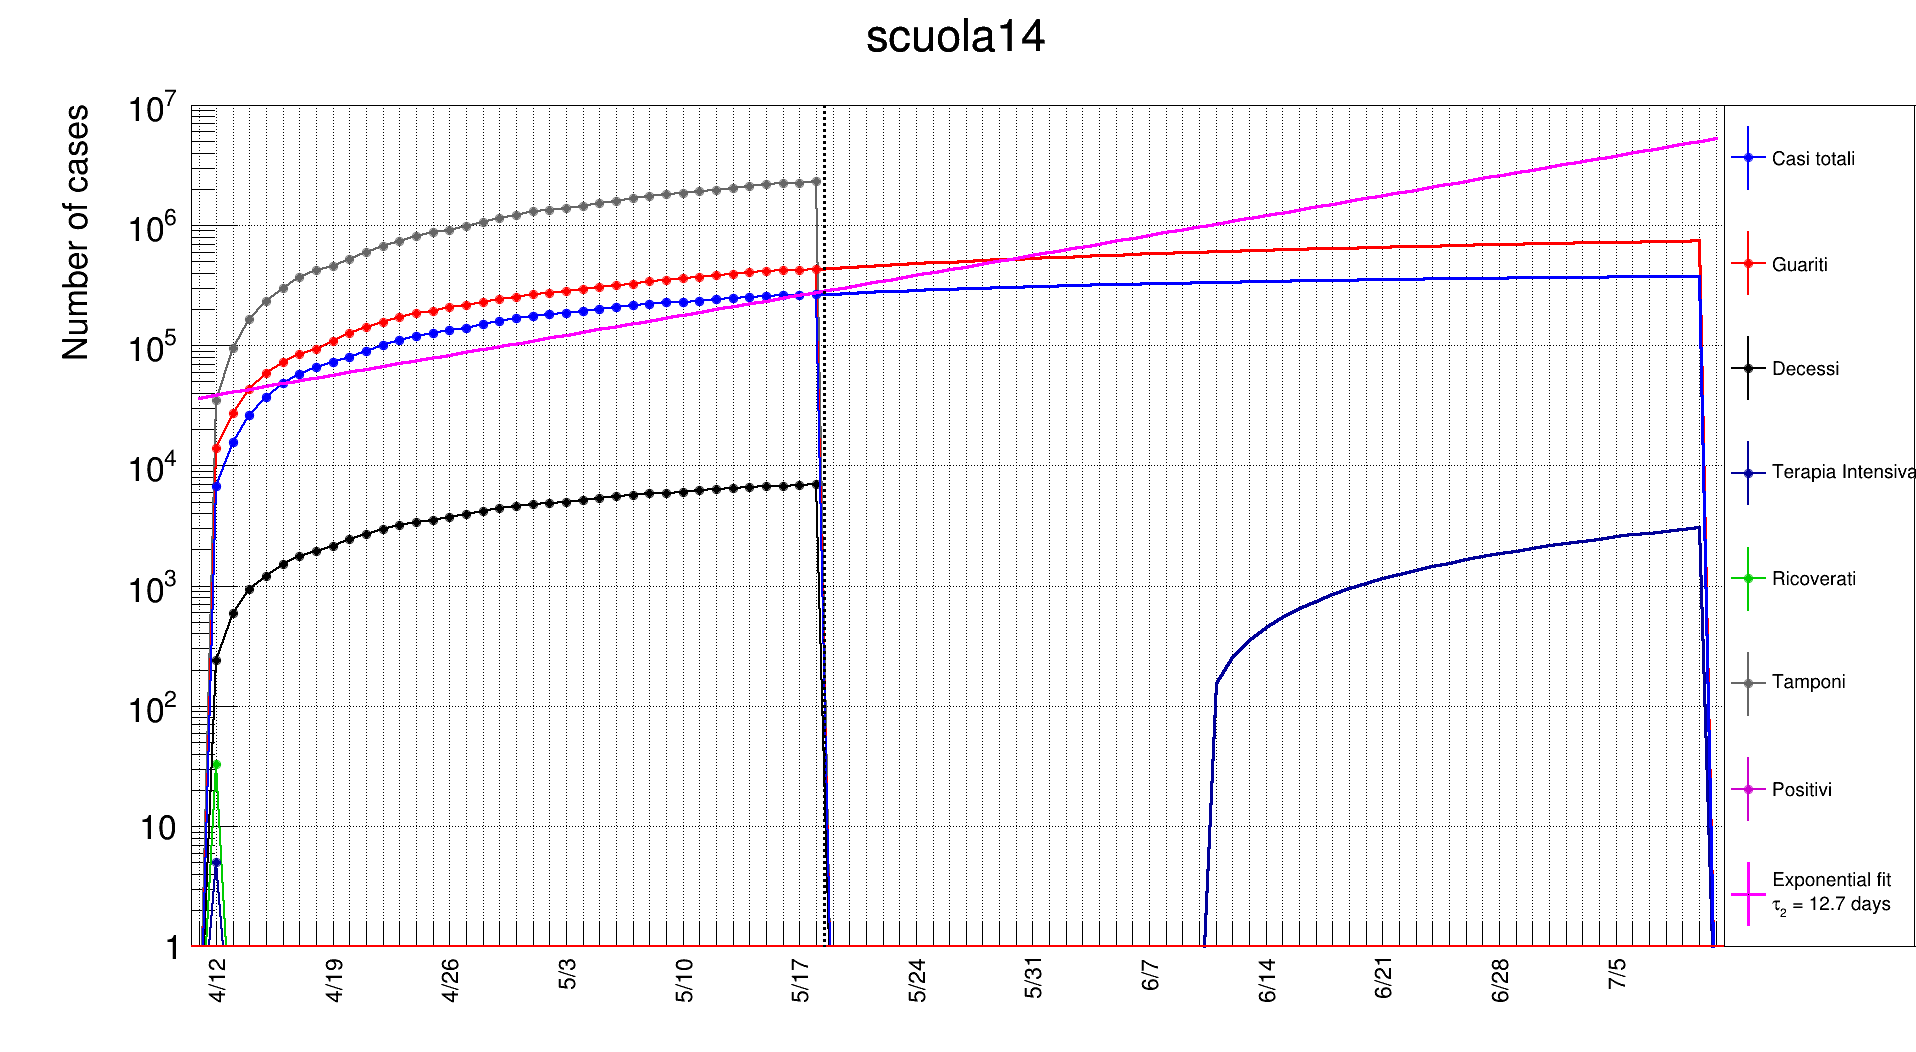 scuola14
Number of cases
10^7
10^6
10^5
10^4
10^3
10^2
10
1
4/12
4/19
4/26
5/3
5/10
5/17
5/24
5/31
6/7
6/14
6/21
6/28
7/5
Casi totali
Guariti
Decessi
Terapia Intensiva
Ricoverati
Tamponi
Positivi
Exponential fit
τ_2 = 12.7 days